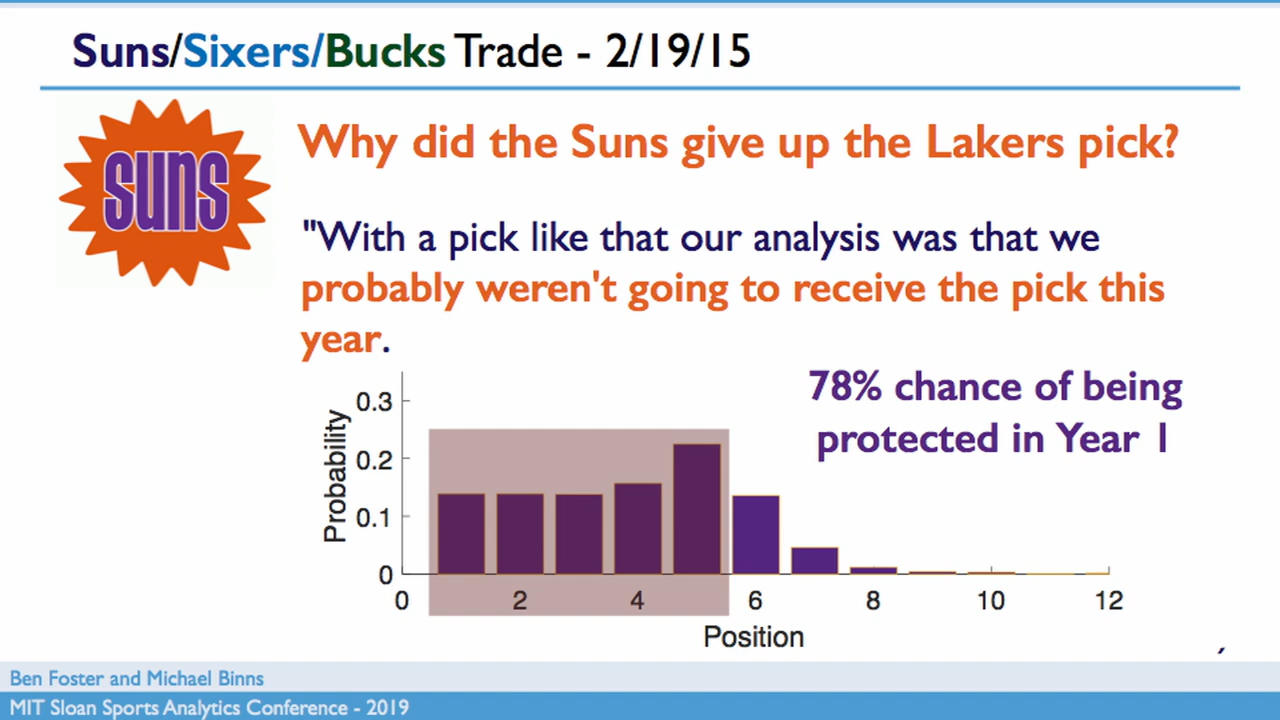 Suns/Sixers/Bucks Trade - 2/19/15
suns
Why did the Suns give up the Lakers pick?
"With a pick like that our analysis was that we
probably weren't going to receive the pick this
year.
78% chance of being
protected in Year 1
Probability
0.3
0.2
0.1
0
0 2 4 6 8 10 12
Position
Ben Foster and Michael Binns
MIT Sloan Sports Analytics Conference - 2019